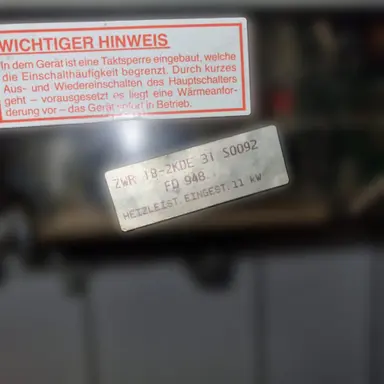 WICHTIGER HINWEIS
In dem Gerät ist eine Taktsperre eingebaut, welche
die Einschalthäufigkeit begrenzt. Durch kurzes
Aus- und Wiedereinschalten des Hauptschalters
geht – vorausgesetzt es liegt eine Wärmeanfor-
derung vor – das Gerät sofort in Betrieb.
ZWR 18-2KDE 31 S0092
FD 948
HEIZLEIST. EINGEST. 11 kW